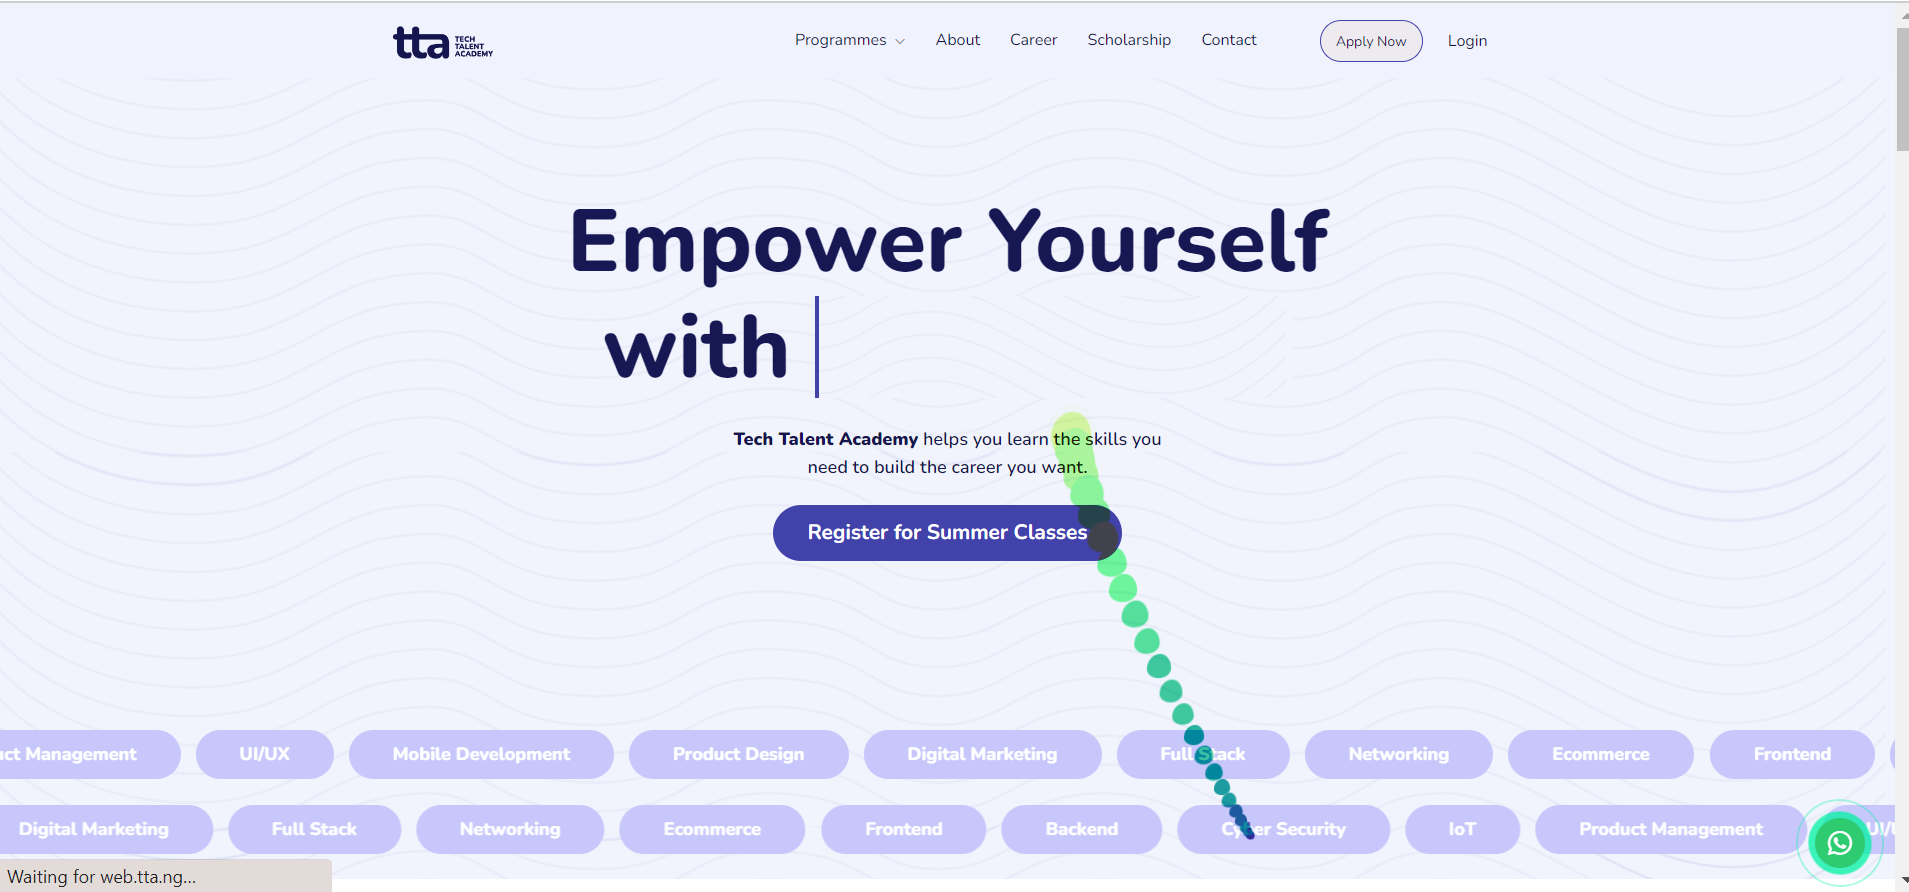 tta TECH
TALENT
ACADEMY
Programmes About Career Scholarship Contact Apply Now Login
Empower Yourself
with
Tech Talent Academy helps you learn the skills you
need to build the career you want.
Register for Summer Classes
ct Management UI/UX Mobile Development Product Design Digital Marketing Full Stack Networking Ecommerce Frontend
Digital Marketing Full Stack Networking Ecommerce Frontend Backend Cyber Security IoT Product Management UI/U
Waiting for web.tta.ng...